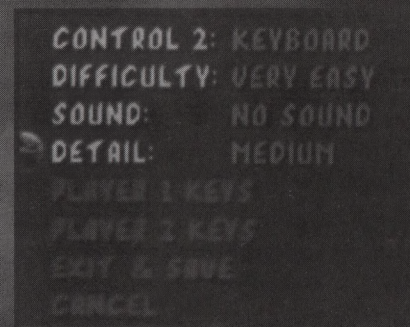 CONTROL 2: KEYBOARD
DIFFICULTY: VERY EASY
SOUND: NO SOUND
DETAIL: MEDIUM
PLAYER 1 KEYS
PLAYER 2 KEYS
EXIT & SAVE
CANCEL